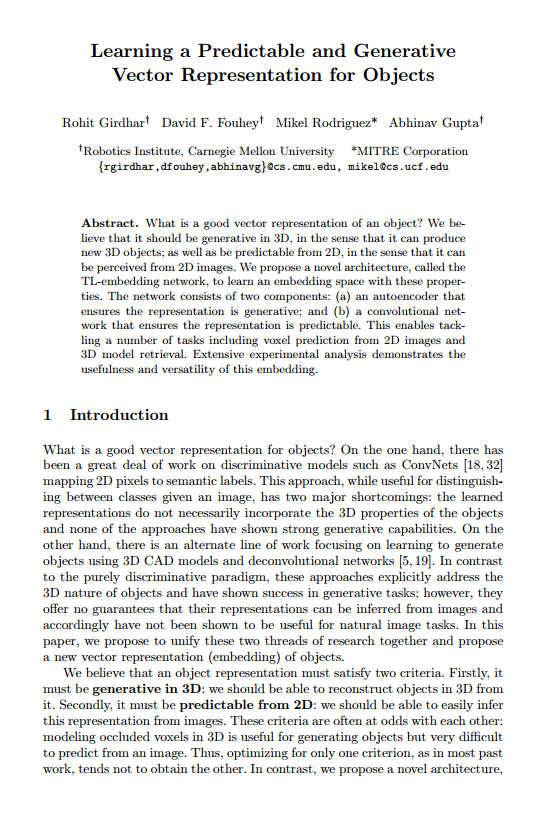 Learning a Predictable and Generative
Vector Representation for Objects
Rohit Girdhar† David F. Fouhey† Mikel Rodriguez* Abhinav Gupta†
†Robotics Institute, Carnegie Mellon University *MITRE Corporation
{rgirdhar,dfouhey,abhinavg}@cs.cmu.edu, mikel@cs.ucf.edu
Abstract. What is a good vector representation of an object? We be-
lieve that it should be generative in 3D, in the sense that it can produce
new 3D objects; as well as be predictable from 2D, in the sense that it can
be perceived from 2D images. We propose a novel architecture, called the
TL-embedding network, to learn an embedding space with these proper-
ties. The network consists of two components: (a) an autoencoder that
ensures the representation is generative; and (b) a convolutional net-
work that ensures the representation is predictable. This enables tack-
ling a number of tasks including voxel prediction from 2D images and
3D model retrieval. Extensive experimental analysis demonstrates the
usefulness and versatility of this embedding.
1 Introduction
What is a good vector representation for objects? On the one hand, there has
been a great deal of work on discriminative models such as ConvNets [18,32]
mapping 2D pixels to semantic labels. This approach, while useful for distinguish-
ing between classes given an image, has two major shortcomings: the learned
representations do not necessarily incorporate the 3D properties of the objects
and none of the approaches have shown strong generative capabilities. On the
other hand, there is an alternate line of work focusing on learning to generate
objects using 3D CAD models and deconvolutional networks [5,19]. In contrast
to the purely discriminative paradigm, these approaches explicitly address the
3D nature of objects and have shown success in generative tasks; however, they
offer no guarantees that their representations can be inferred from images and
accordingly have not been shown to be useful for natural image tasks. In this
paper, we propose to unify these two threads of research together and propose
a new vector representation (embedding) of objects.
We believe that an object representation must satisfy two criteria. Firstly, it
must be generative in 3D: we should be able to reconstruct objects in 3D from
it. Secondly, it must be predictable from 2D: we should be able to easily infer
this representation from images. These criteria are often at odds with each other:
modeling occluded voxels in 3D is useful for generating objects but very difficult
to predict from an image. Thus, optimizing for only one criterion, as in most past
work, tends not to obtain the other. In contrast, we propose a novel architecture,